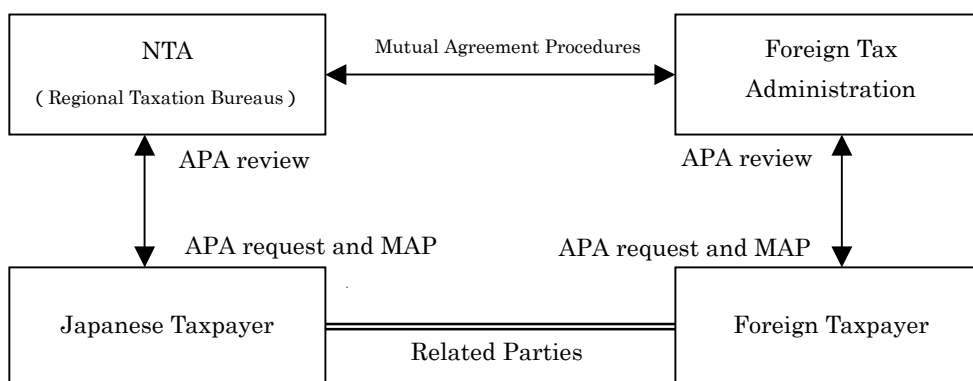 NTA
( Regional Taxation Bureaus )
Mutual Agreement Procedures
Foreign Tax
Administration
APA review
APA review
APA request and MAP
APA request and MAP
Japanese Taxpayer
Related Parties
Foreign Taxpayer